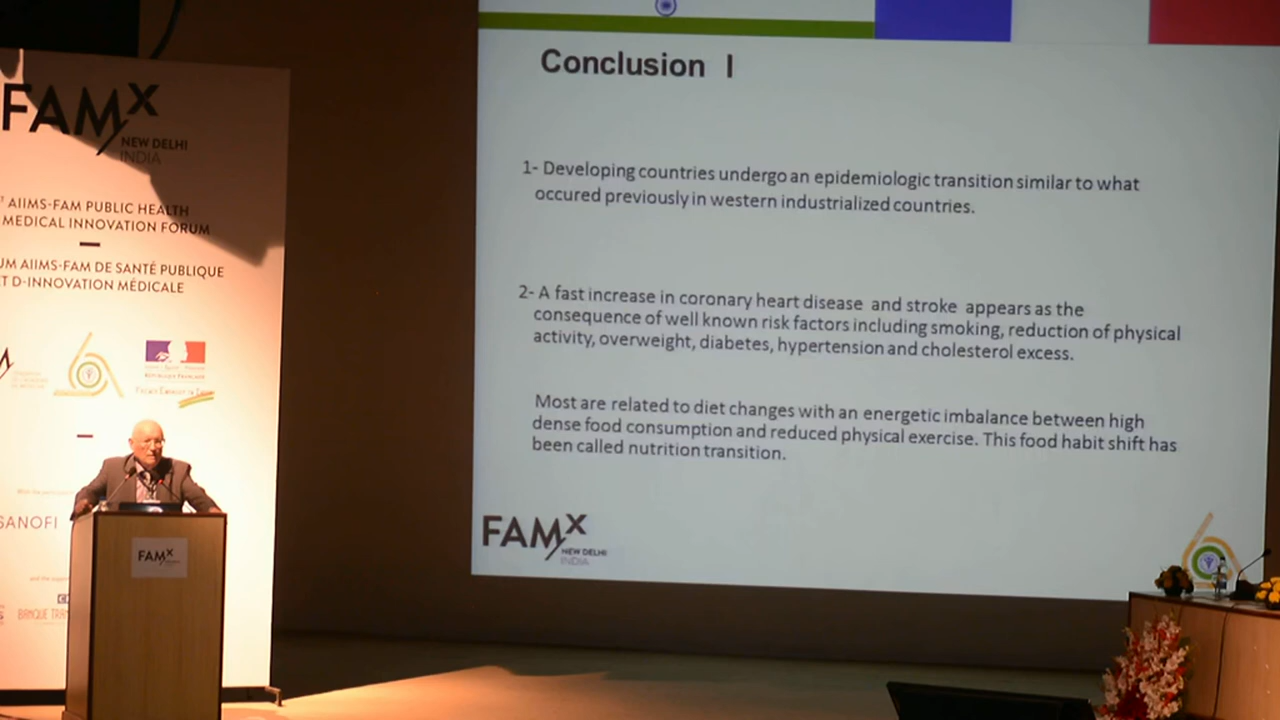 FAMX
NEW DELHI
INDIA
AIIMS-FAM PUBLIC HEALTH
MEDICAL INNOVATION FORUM
UM AIIMS-FAM DE SANTÉ PUBLIQUE
ET D-INNOVATION MÉDICALE
SANOFI
FAMX
Conclusion I
1- Developing countries undergo an epidemiologic transition similar to what
occured previously in western industrialized countries.
2- A fast increase in coronary heart disease and stroke appears as the
consequence of well known risk factors including smoking, reduction of physical
activity, overweight, diabetes, hypertension and cholesterol excess.
Most are related to diet changes with an energetic imbalance between high
dense food consumption and reduced physical exercise. This food habit shift has
been called nutrition transition.
FAMX
NEW DELHI
INDIA